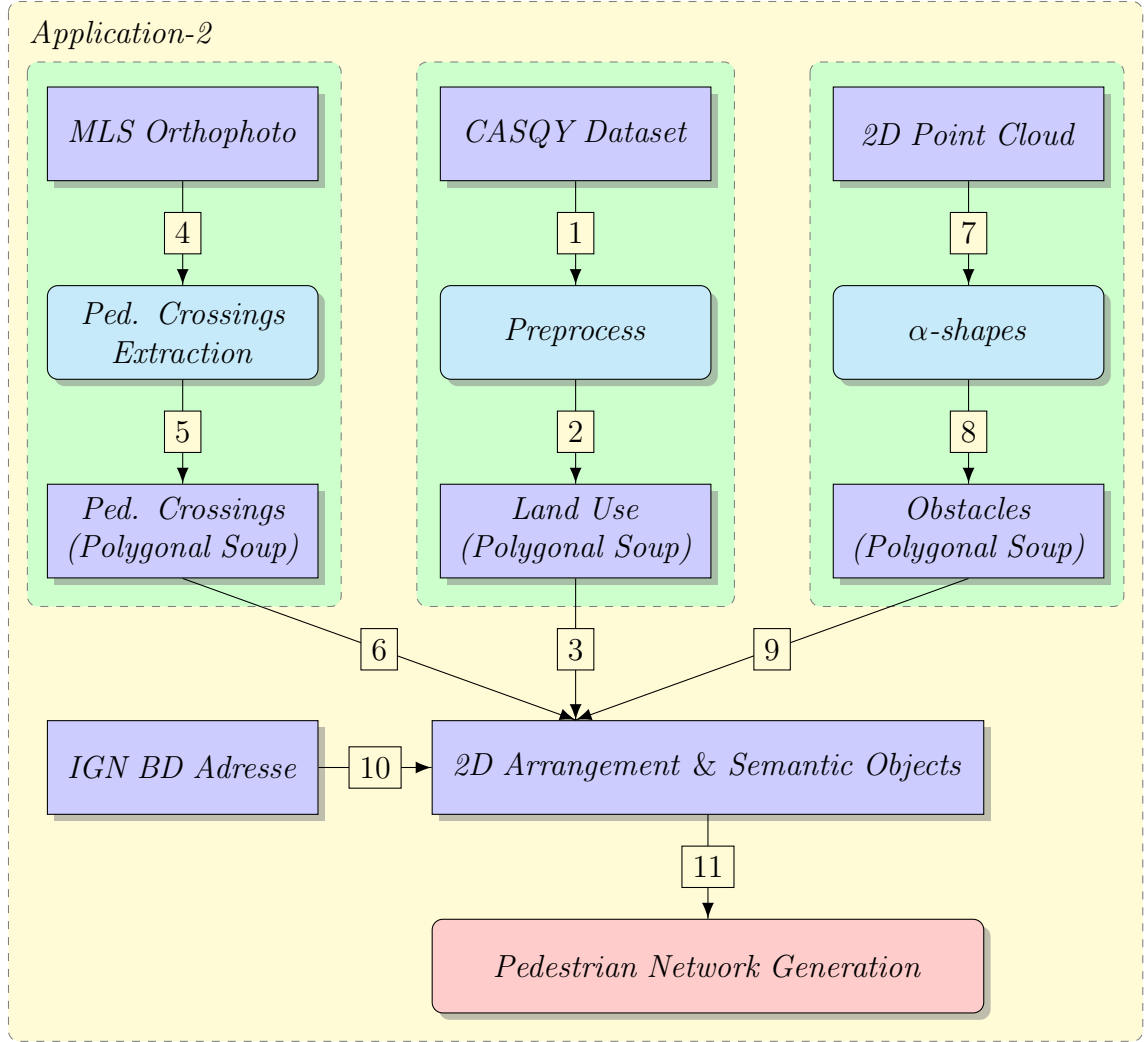 Application-2
MLS Orthophoto
CASQY Dataset
2D Point Cloud
4
1
7
Ped. Crossings
Extraction
Preprocess
α-shapes
5
2
8
Ped. Crossings
(Polygonal Soup)
Land Use
(Polygonal Soup)
Obstacles
(Polygonal Soup)
6
3
9
IGN BD Adresse
10
2D Arrangement & Semantic Objects
11
Pedestrian Network Generation